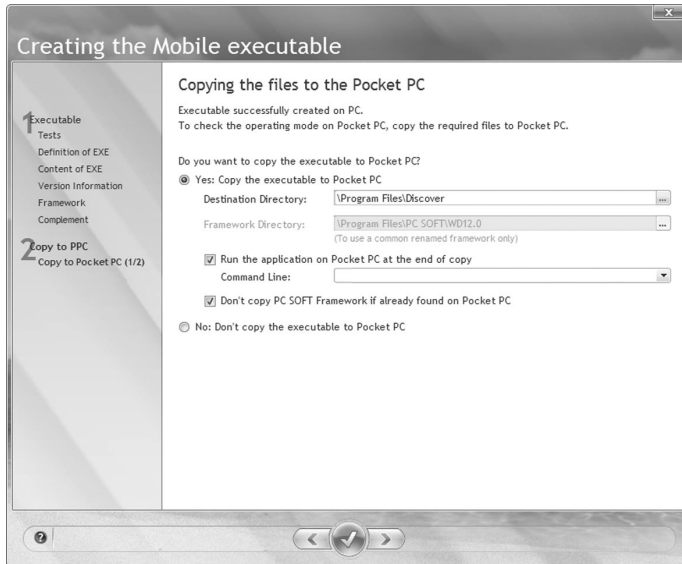 x
Creating the Mobile executable
1
Executable
Tests
Definition of EXE
Content of EXE
Version Information
Framework
Complement
2
Copy to PPC
Copy to Pocket PC (1/2)
Copying the files to the Pocket PC
Executable successfully created on PC.
To check the operating mode on Pocket PC, copy the required files to Pocket PC.
Do you want to copy the executable to Pocket PC?
Yes: Copy the executable to Pocket PC
Destination Directory: \Program Files\Discover ...
Framework Directory: \Program Files\PC SOFT\WD12.0 ...
(To use a common renamed framework only)
Run the application on Pocket PC at the end of copy
Command Line:
Don't copy PC SOFT Framework if already found on Pocket PC
No: Don't copy the executable to Pocket PC
?